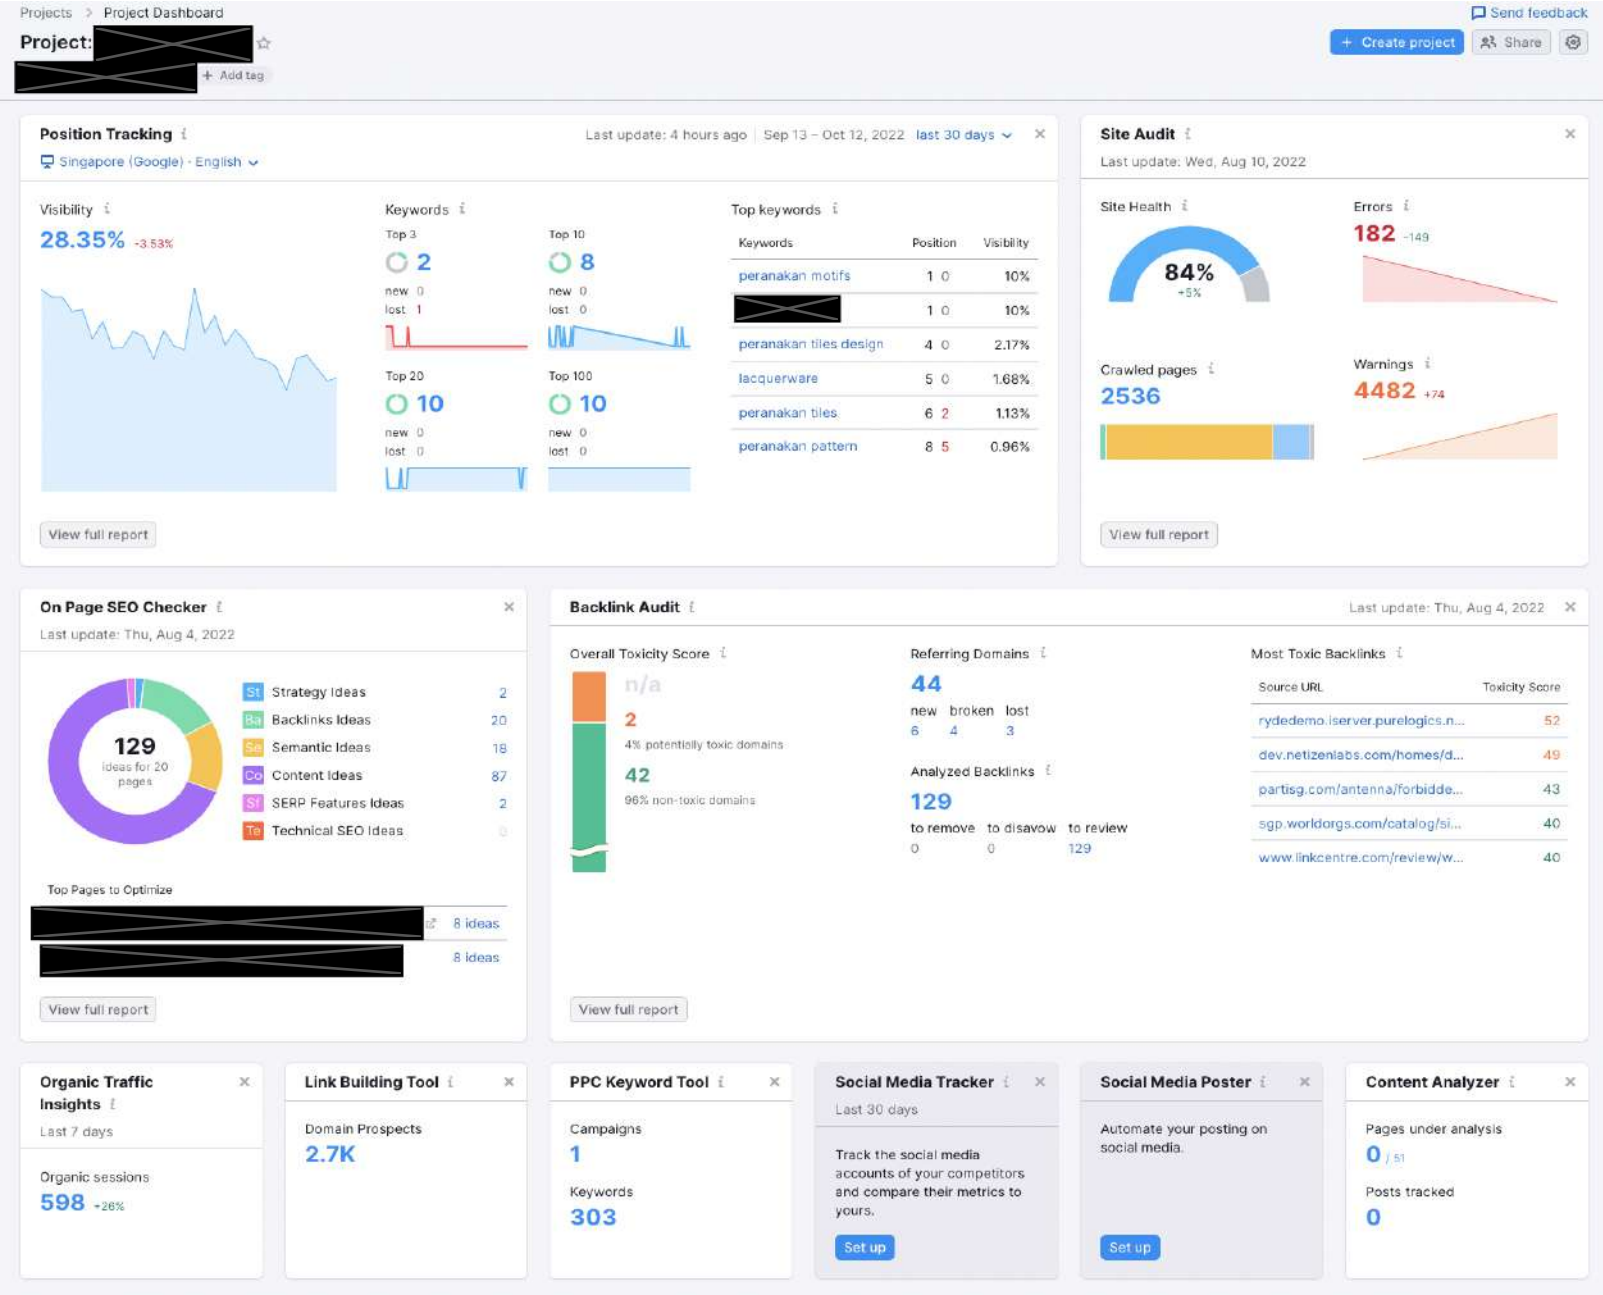 Projects > Project Dashboard
Send feedback
Project:
+ Create project
Share
+ Add tag
Position Tracking i
Last update: 4 hours ago
Sep 13 – Oct 12, 2022
last 30 days
Singapore (Google) · English
Visibility i
28.35% -3.53%
Keywords i
Top 3
2
new 0
lost 1
Top 10
8
new 0
lost 0
Top 20
10
new 0
lost 0
Top 100
10
new 0
lost 0
Top keywords i
Keywords Position Visibility
peranakan motifs 1 0 10%
1 0 10%
peranakan tiles design 4 0 2.17%
lacquerware 5 0 1.68%
peranakan tiles 6 2 1.13%
peranakan pattern 8 5 0.96%
View full report
Site Audit i
Last update: Wed, Aug 10, 2022
Site Health i
84%
+5%
Errors i
182 -149
Crawled pages i
2536
Warnings i
4482 +74
View full report
On Page SEO Checker i
Last update: Thu, Aug 4, 2022
129
ideas for 20
pages
St Strategy Ideas 2
Ba Backlinks Ideas 20
Se Semantic Ideas 18
Co Content Ideas 87
Sf SERP Features Ideas 2
Te Technical SEO Ideas 0
Top Pages to Optimize
8 ideas
8 ideas
View full report
Backlink Audit i
Last update: Thu, Aug 4, 2022
Overall Toxicity Score i
n/a
2
4% potentially toxic domains
42
96% non-toxic domains
Referring Domains i
44
new broken lost
6 4 3
Analyzed Backlinks i
129
to remove to disavow to review
0 0 129
Most Toxic Backlinks i
Source URL Toxicity Score
rydedemo.iserver.purelogics.n... 52
dev.netizenlabs.com/homes/d... 49
partisg.com/antenna/forbidde... 43
sgp.worldorgs.com/catalog/si... 40
www.linkcentre.com/review/w... 40
View full report
Organic Traffic
Insights i
Last 7 days
Organic sessions
598 +26%
Link Building Tool i
Domain Prospects
2.7K
PPC Keyword Tool i
Campaigns
1
Keywords
303
Social Media Tracker i
Last 30 days
Track the social media
accounts of your competitors
and compare their metrics to
yours.
Set up
Social Media Poster i
Automate your posting on
social media.
Set up
Content Analyzer i
Pages under analysis
0 / 51
Posts tracked
0